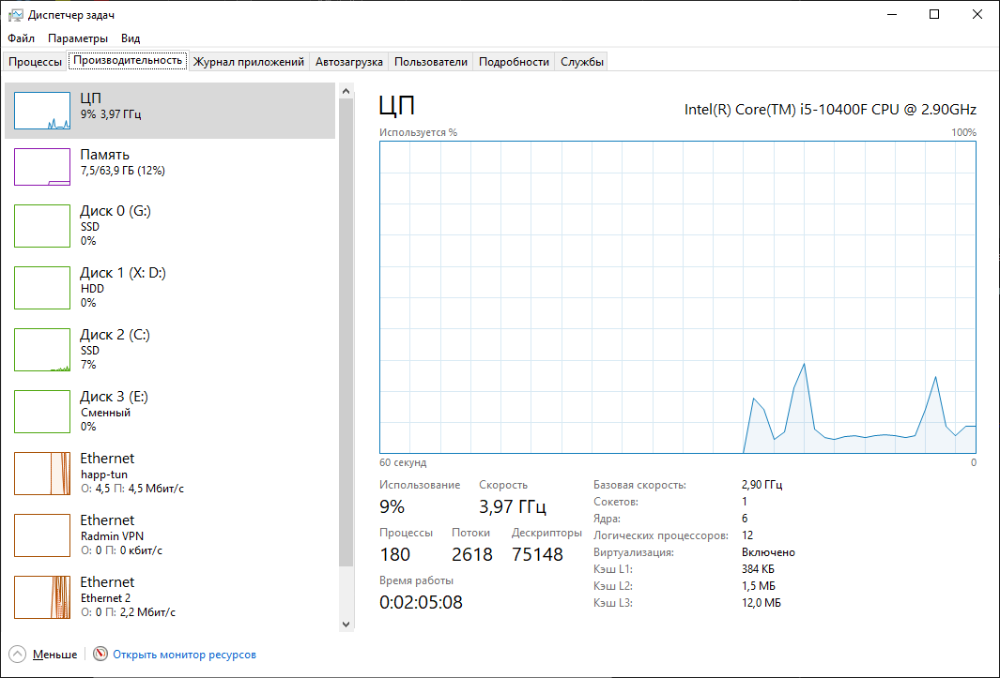 Диспетчер задач
Файл Параметры Вид
Процессы Производительность Журнал приложений Автозагрузка Пользователи Подробности Службы
ЦП
9% 3,97 ГГц
Память
7,5/63,9 ГБ (12%)
Диск 0 (G:)
SSD
0%
Диск 1 (X: D:)
HDD
0%
Диск 2 (C:)
SSD
7%
Диск 3 (E:)
Сменный
0%
Ethernet
happ-tun
О: 4,5 П: 4,5 Мбит/с
Ethernet
Radmin VPN
О: 0 П: 0 кбит/с
Ethernet
Ethernet 2
О: 0 П: 2,2 Мбит/с
ЦП Intel(R) Core(TM) i5-10400F CPU @ 2.90GHz
Используется % 100%
60 секунд 0
Использование Скорость
9% 3,97 ГГц
Процессы Потоки Дескрипторы
180 2618 75148
Время работы
0:02:05:08
Базовая скорость: 2,90 ГГц
Сокетов: 1
Ядра: 6
Логических процессоров: 12
Виртуализация: Включено
Кэш L1: 384 КБ
Кэш L2: 1,5 МБ
Кэш L3: 12,0 МБ
Меньше Открыть монитор ресурсов